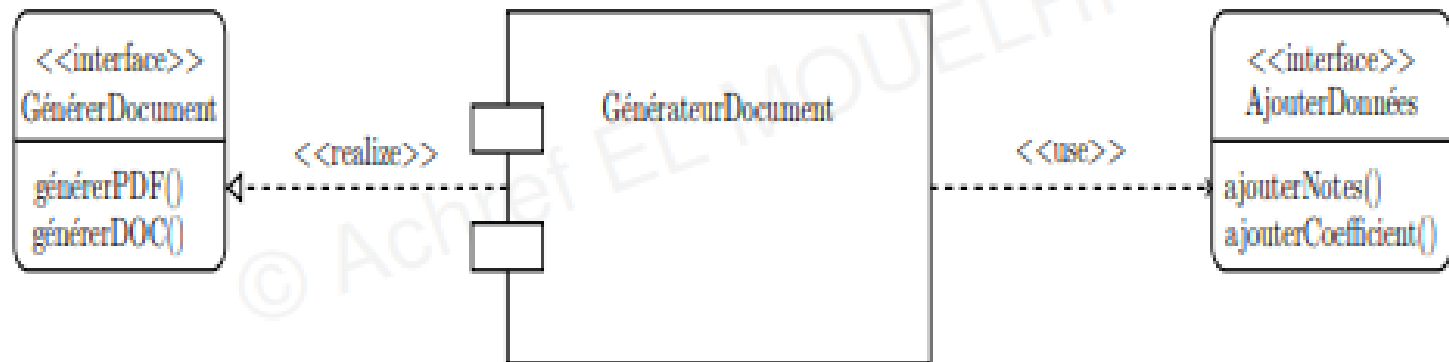 <<interface>>
GénérerDocument
générerPDF()
générerDOC()
<<realize>>
GénérateurDocument
<<use>>
<<interface>>
AjouterDonnées
ajouterNotes()
ajouterCoefficient()
© Achref EL MOUELHI